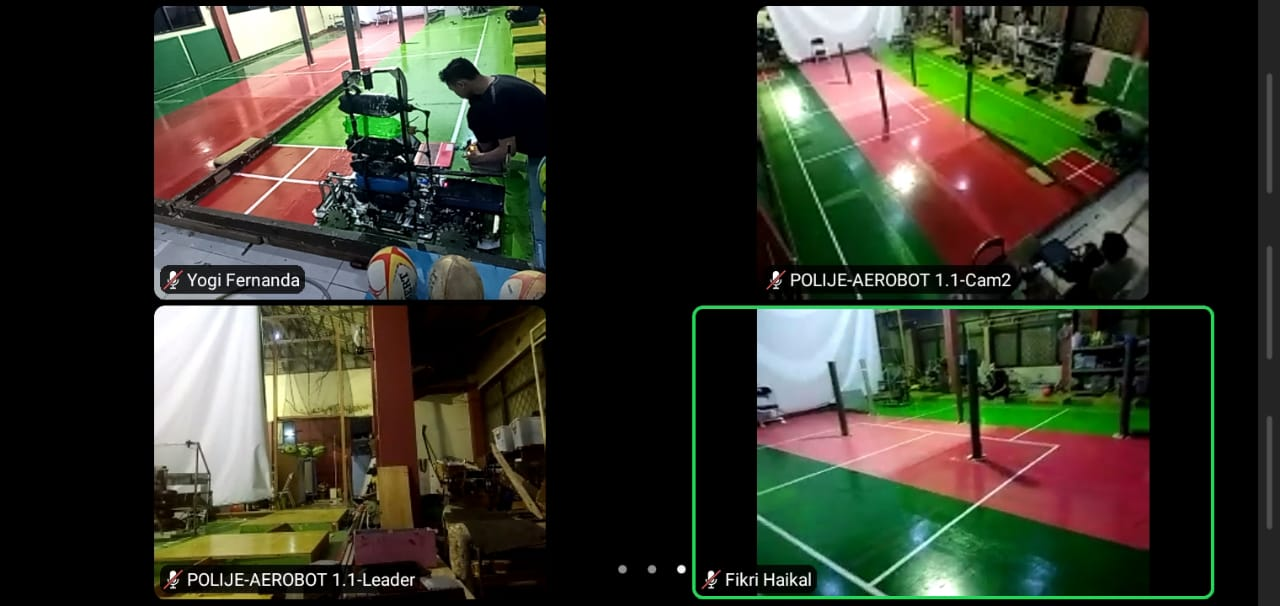 Yogi Fernanda
POLIJE-AEROBOT 1.1-Cam2
POLIJE-AEROBOT 1.1-Leader
Fikri Haikal